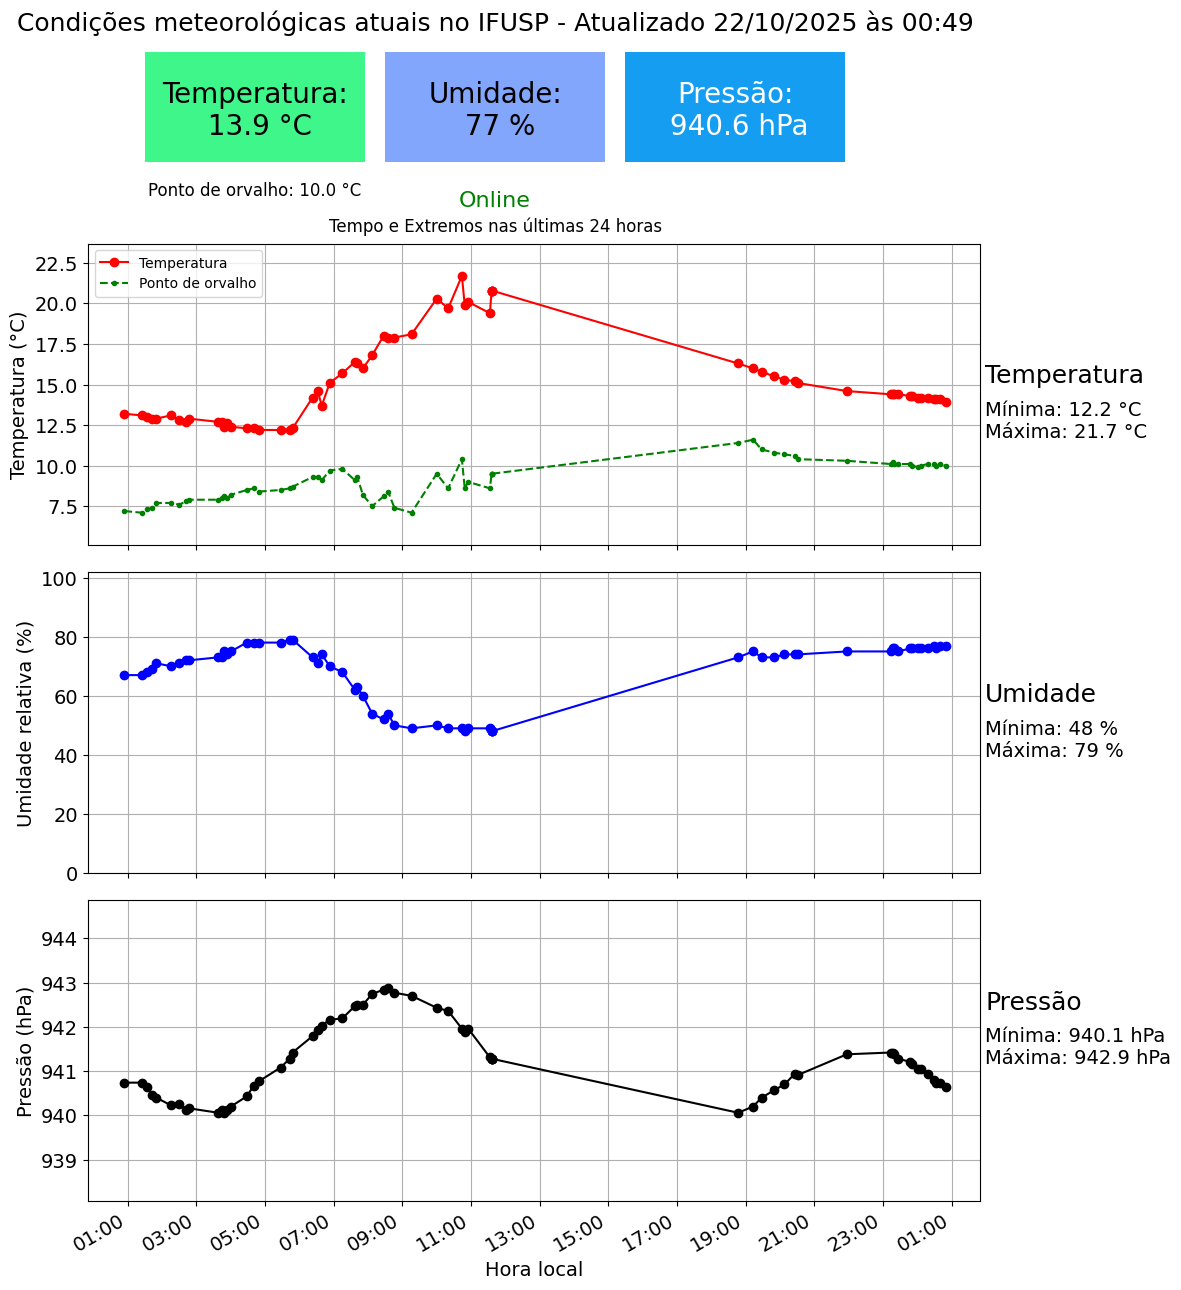 Condições meteorológicas atuais no IFUSP - Atualizado 22/10/2025 às 00:49
Temperatura:
13.9 °C
Umidade:
77 %
Pressão:
940.6 hPa
Ponto de orvalho: 10.0 °C
Online
Tempo e Extremos nas últimas 24 horas
Temperatura (°C)
22.5
20.0
17.5
15.0
12.5
10.0
7.5
Temperatura
Ponto de orvalho
Temperatura
Mínima: 12.2 °C
Máxima: 21.7 °C
Umidade relativa (%)
100
80
60
40
20
0
Umidade
Mínima: 48 %
Máxima: 79 %
Pressão (hPa)
944
943
942
941
940
939
Pressão
Mínima: 940.1 hPa
Máxima: 942.9 hPa
01:00 03:00 05:00 07:00 09:00 11:00 13:00 15:00 17:00 19:00 21:00 23:00 01:00
Hora local